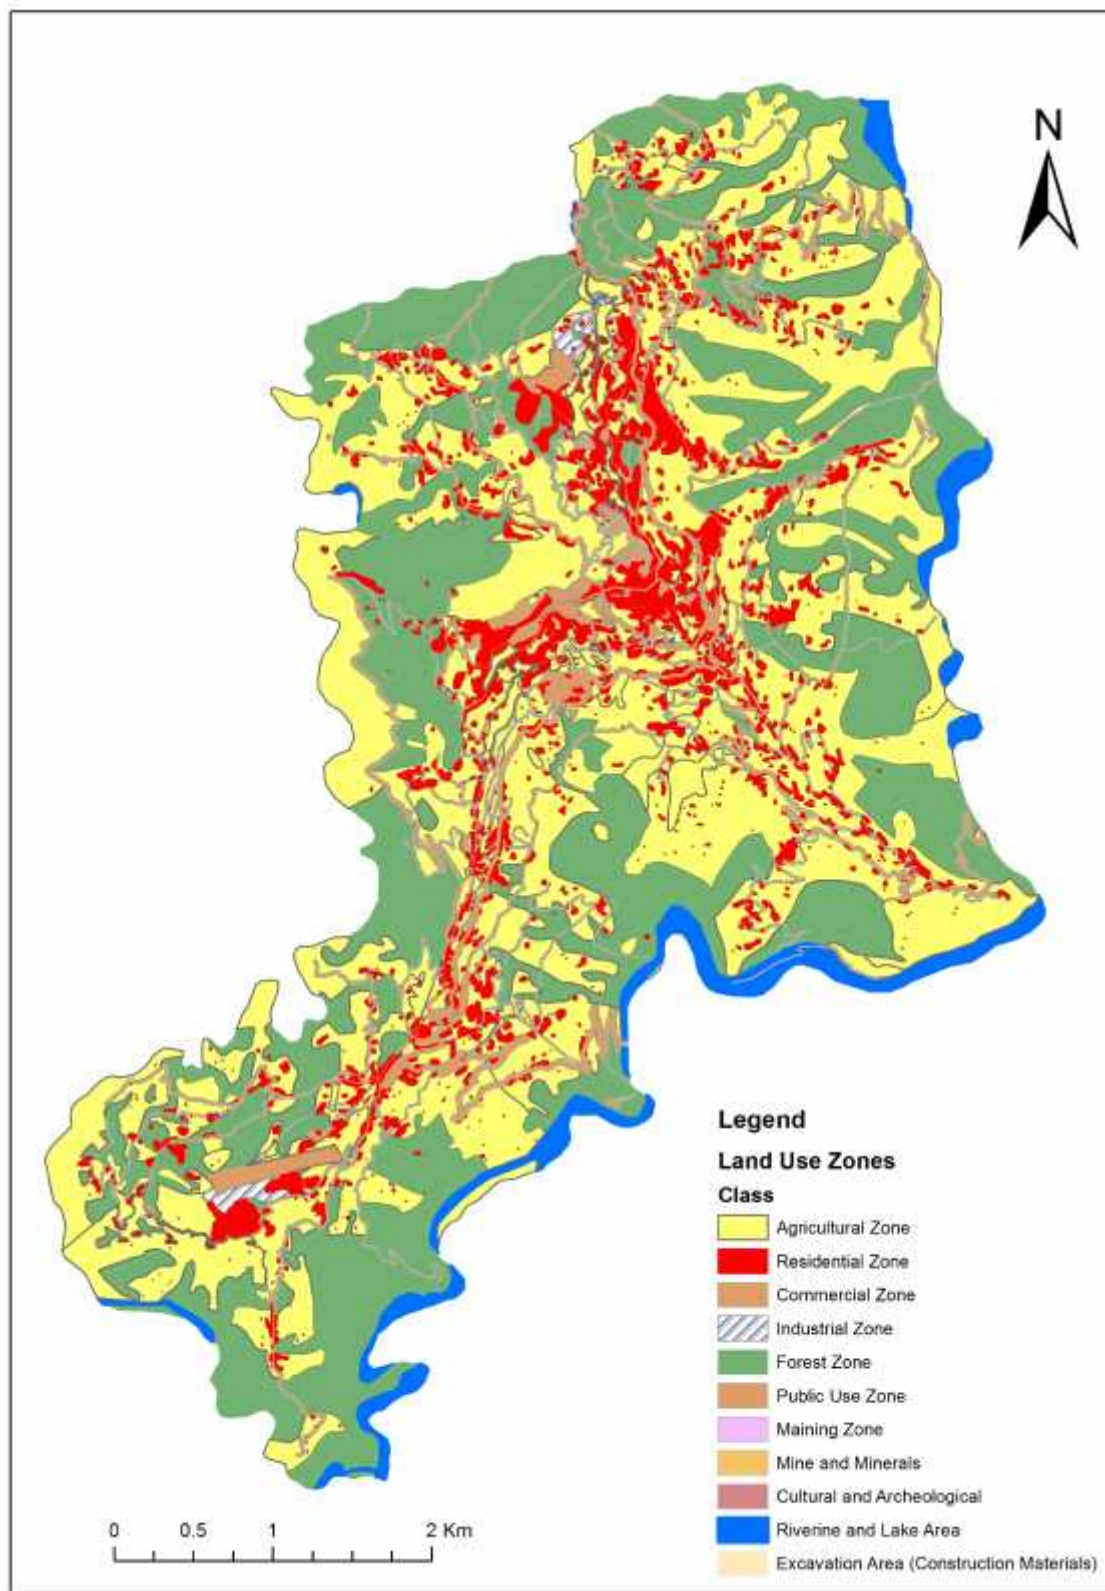 N
Legend
Land Use Zones
Class
Agricultural Zone
Residential Zone
Commercial Zone
Industrial Zone
Forest Zone
Public Use Zone
Maining Zone
Mine and Minerals
Cultural and Archeological
Riverine and Lake Area
Excavation Area (Construction Materials)
0 0.5 1 2 Km